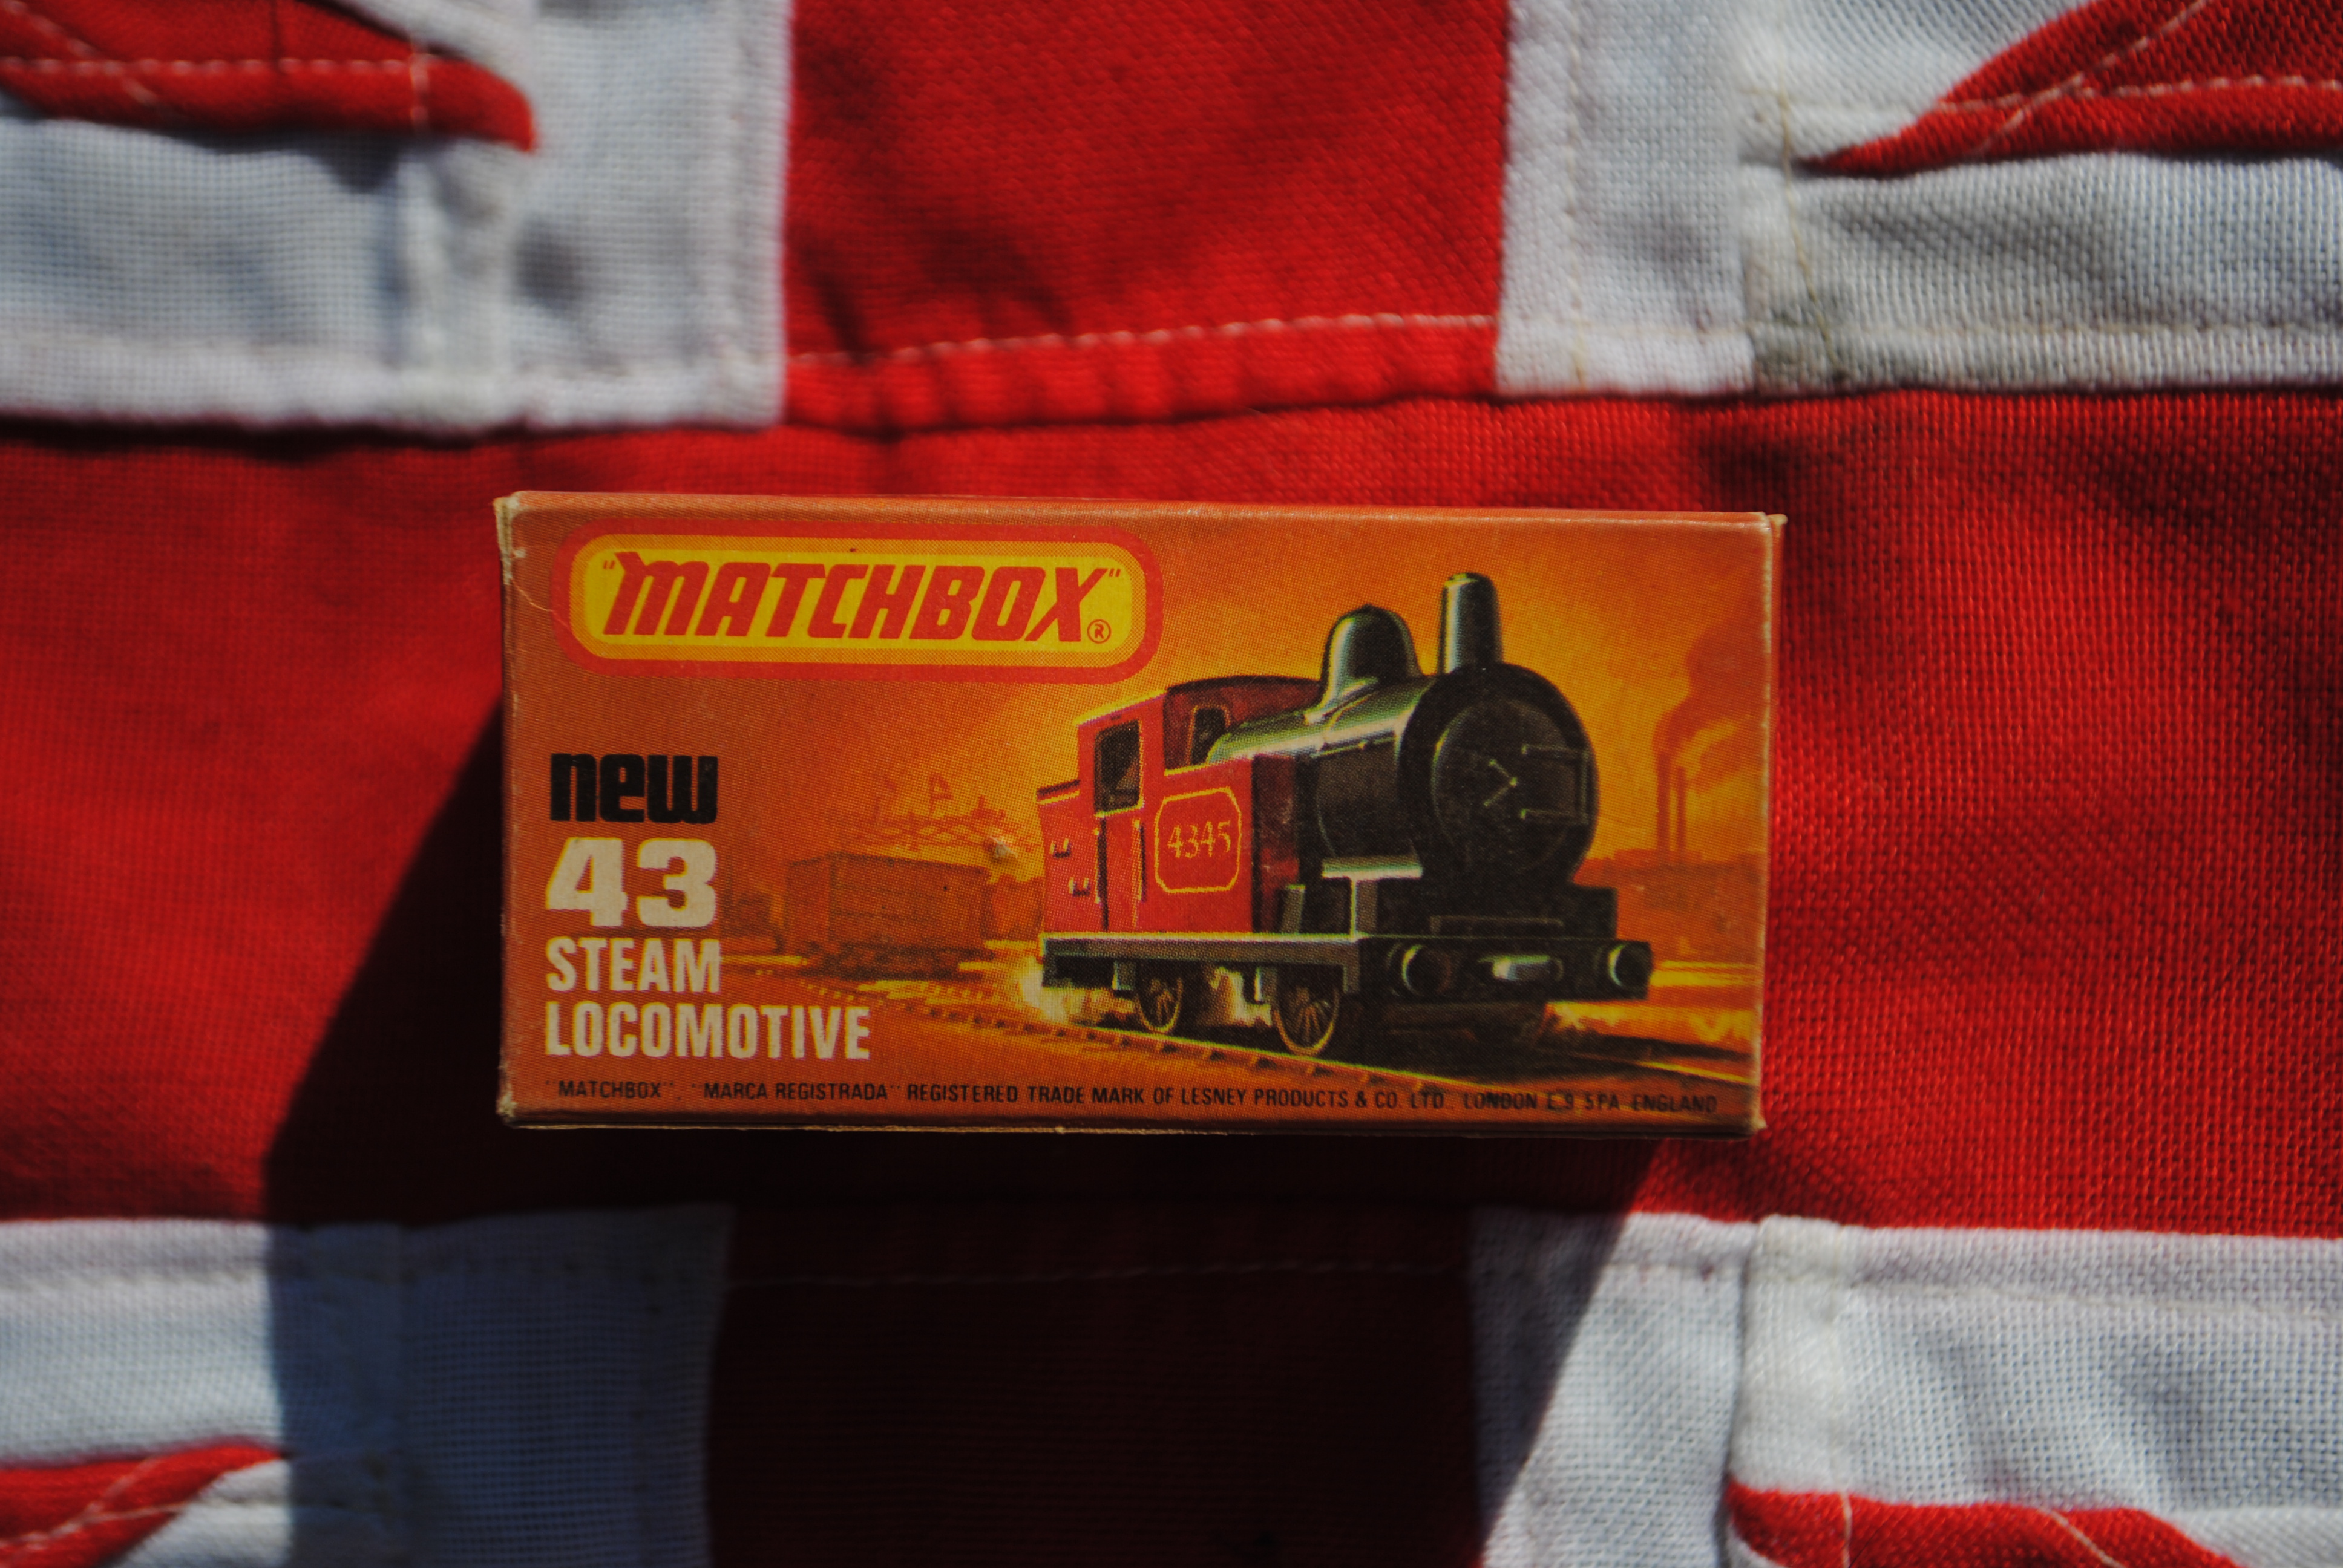 "MATCHBOX"®
new
43
STEAM
LOCOMOTIVE
4345
"MATCHBOX", "MARCA REGISTRADA" REGISTERED TRADE MARK OF LESNEY PRODUCTS & CO. LTD. LONDON E.9 5PA ENGLAND